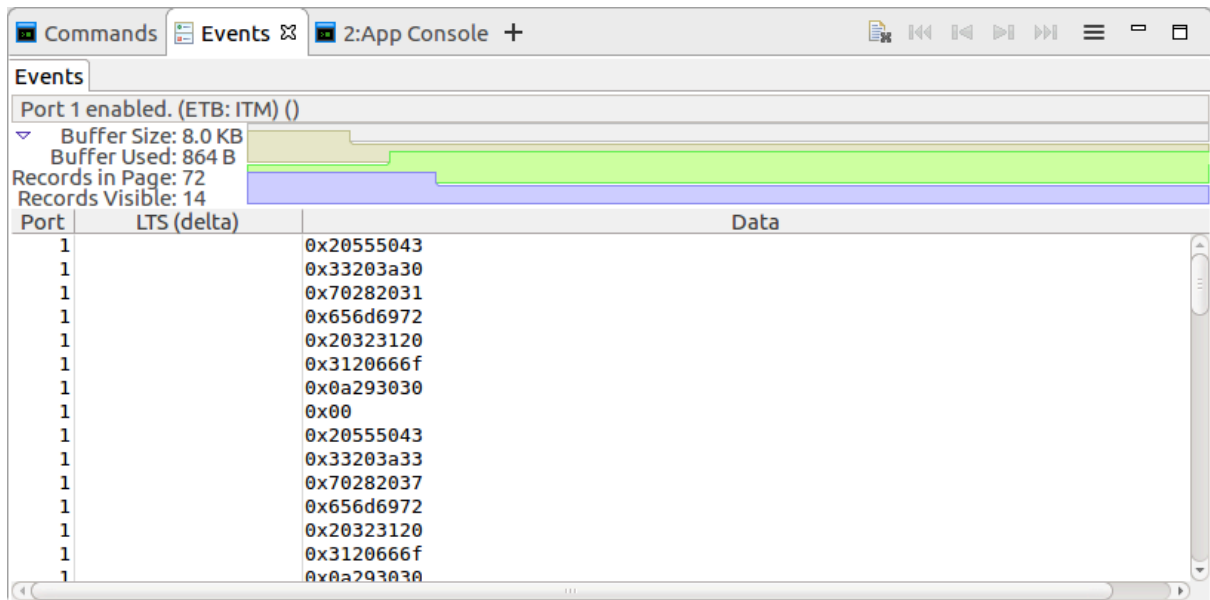 Commands Events 2:App Console
Events
Port 1 enabled. (ETB: ITM) ()
Buffer Size: 8.0 KB
Buffer Used: 864 B
Records in Page: 72
Records Visible: 14
Port LTS (delta) Data
1 0x20555043
1 0x33203a30
1 0x70282031
1 0x656d6972
1 0x20323120
1 0x3120666f
1 0x0a293030
1 0x00
1 0x20555043
1 0x33203a33
1 0x70282037
1 0x656d6972
1 0x20323120
1 0x3120666f
1 0x0a293030